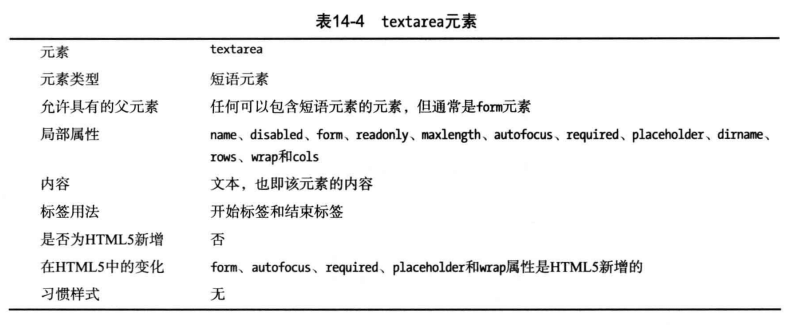 表14-4 textarea元素
元素 textarea
元素类型 短语元素
允许具有的父元素 任何可以包含短语元素的元素，但通常是form元素
局部属性 name、disabled、form、readonly、maxlength、autofocus、required、placeholder、dirname、
rows、wrap和cols
内容 文本，也即该元素的内容
标签用法 开始标签和结束标签
是否为HTML5新增 否
在HTML5中的变化 form、autofocus、required、placeholder和wrap属性是HTML5新增的
习惯样式 无